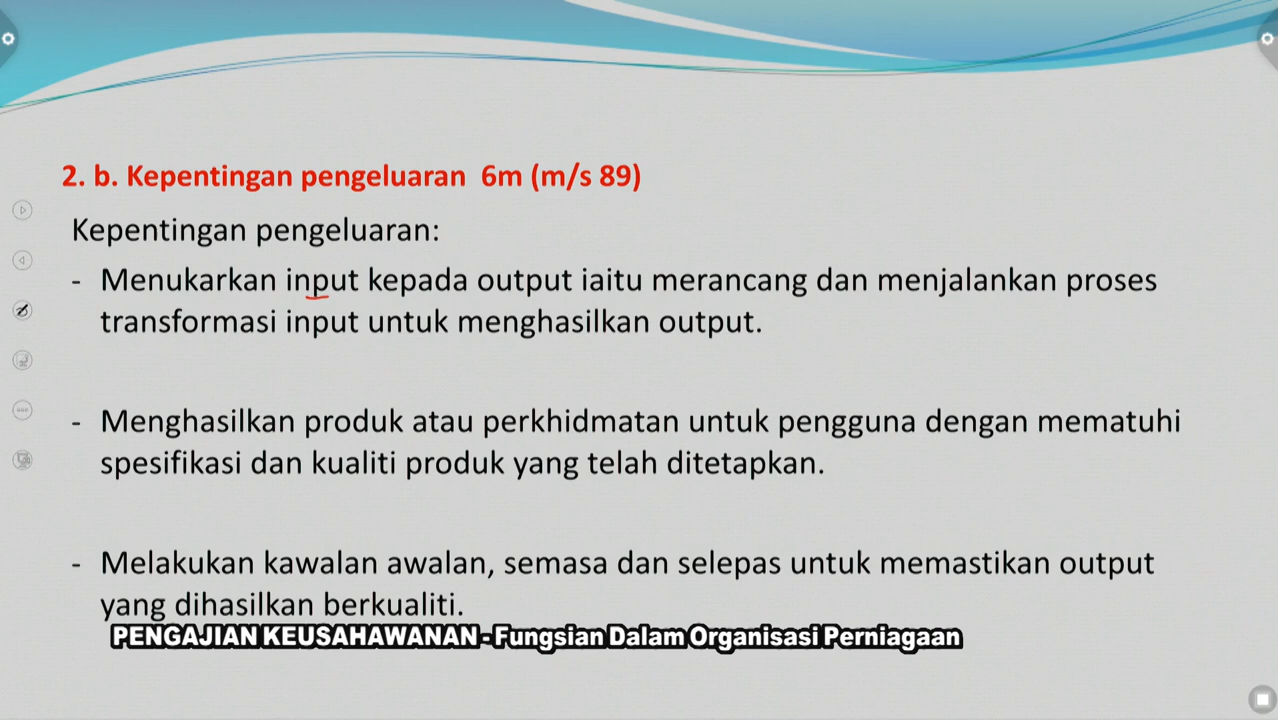 2. b. Kepentingan pengeluaran 6m (m/s 89)
Kepentingan pengeluaran:
- Menukarkan input kepada output iaitu merancang dan menjalankan proses
transformasi input untuk menghasilkan output.
- Menghasilkan produk atau perkhidmatan untuk pengguna dengan mematuhi
spesifikasi dan kualiti produk yang telah ditetapkan.
- Melakukan kawalan awalan, semasa dan selepas untuk memastikan output
yang dihasilkan berkualiti.
PENGAJIAN KEUSAHAWANAN - Fungsian Dalam Organisasi Perniagaan